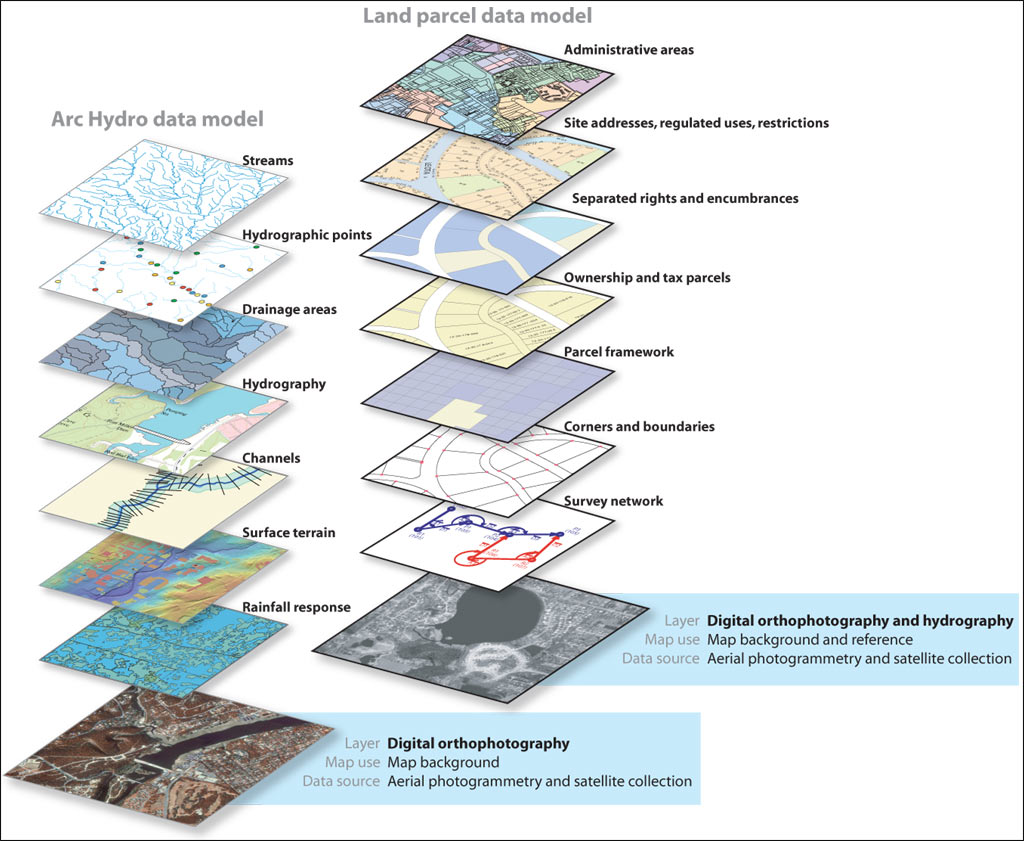 Land parcel data model
Administrative areas
Site addresses, regulated uses, restrictions
Separated rights and encumbrances
Ownership and tax parcels
Parcel framework
Corners and boundaries
Survey network
Layer Digital orthophotography and hydrography
Map use Map background and reference
Data source Aerial photogrammetry and satellite collection
Arc Hydro data model
Streams
Hydrographic points
Drainage areas
Hydrography
Channels
Surface terrain
Rainfall response
Layer Digital orthophotography
Map use Map background
Data source Aerial photogrammetry and satellite collection